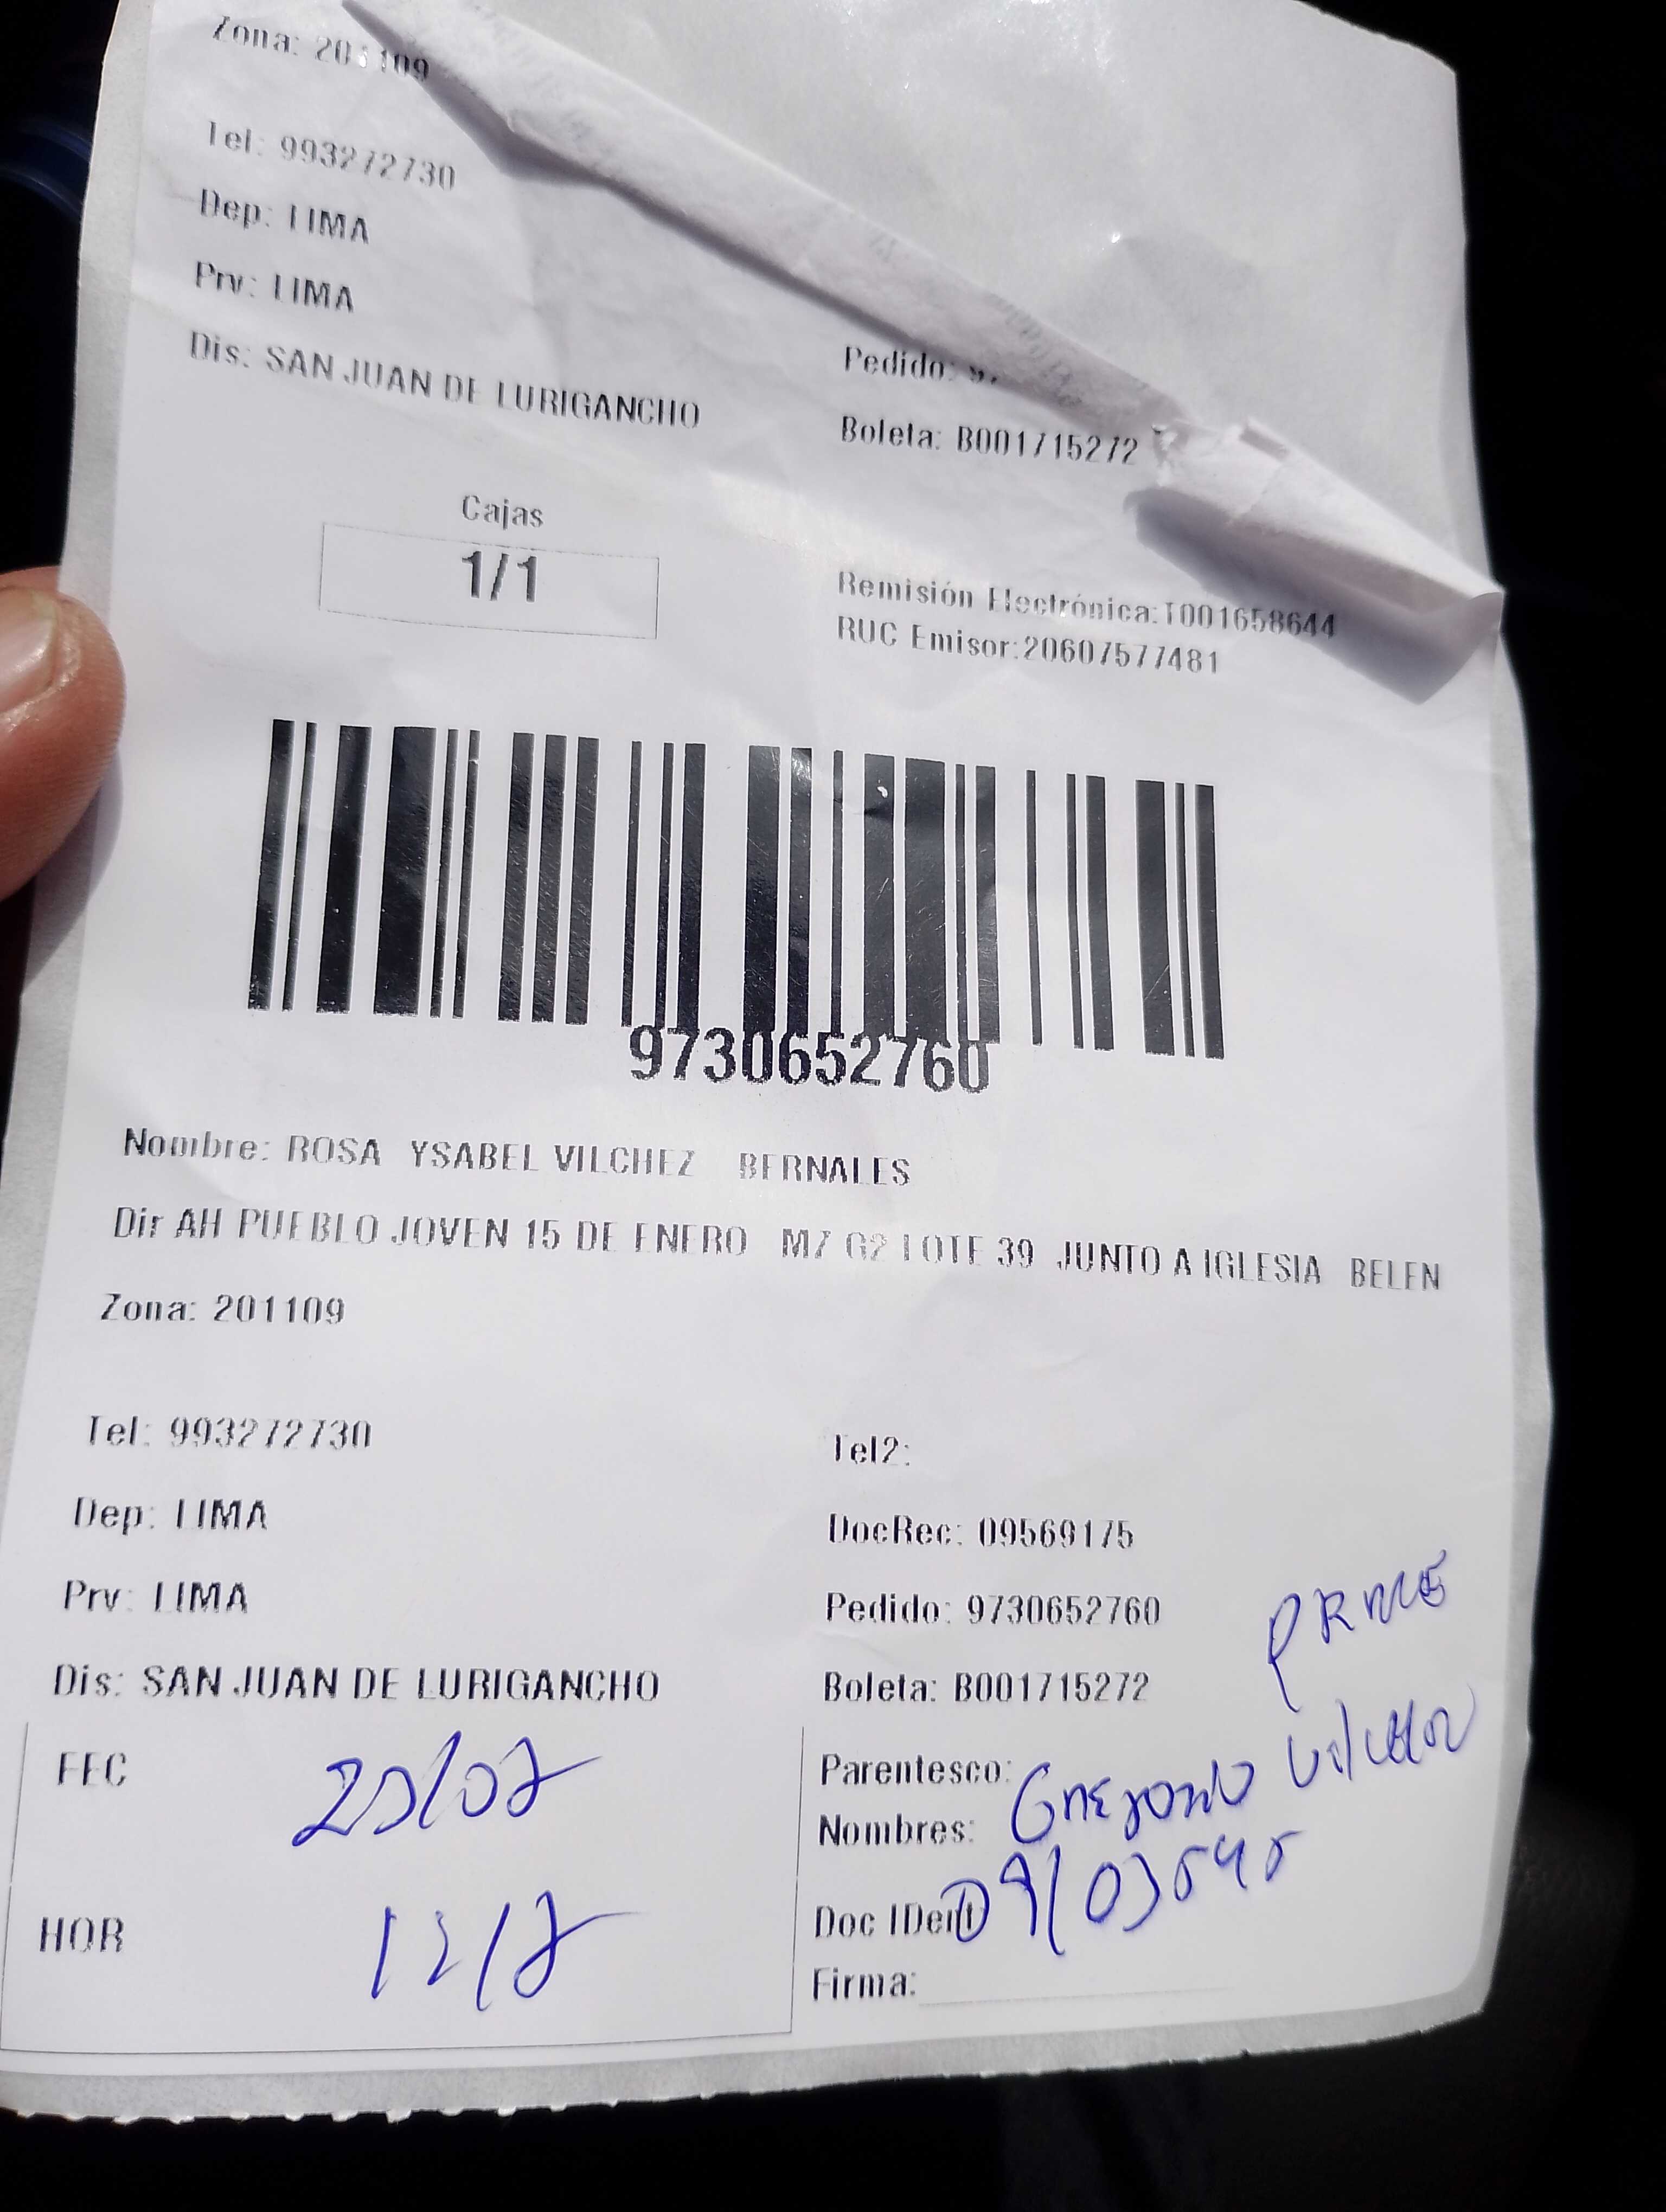 Zona: 201109
Tel: 993272730
Dep: LIMA
Prv: LIMA
Dis: SAN JUAN DE LURIGANCHO
Pedido: 97
Boleta: B001715272
Cajas
1/1
Remisión Electrónica:T001658644
RUC Emisor:20607577481
9730652760
Nombre: ROSA YSABEL VILCHEZ BERNALES
Dir AH PUEBLO JOVEN 15 DE ENERO MZ G2 LOTE 39 JUNTO A IGLESIA BELEN
Zona: 201109
Tel: 993272730
Tel2:
Dep: LIMA
DocRec: 09569175
Prv: LIMA
Pedido: 9730652760
Dis: SAN JUAN DE LURIGANCHO
Boleta: B001715272
FEC
Parentesco:
Nombres: Gregorio Vilchez
HOR
Doc IDent
Firma: